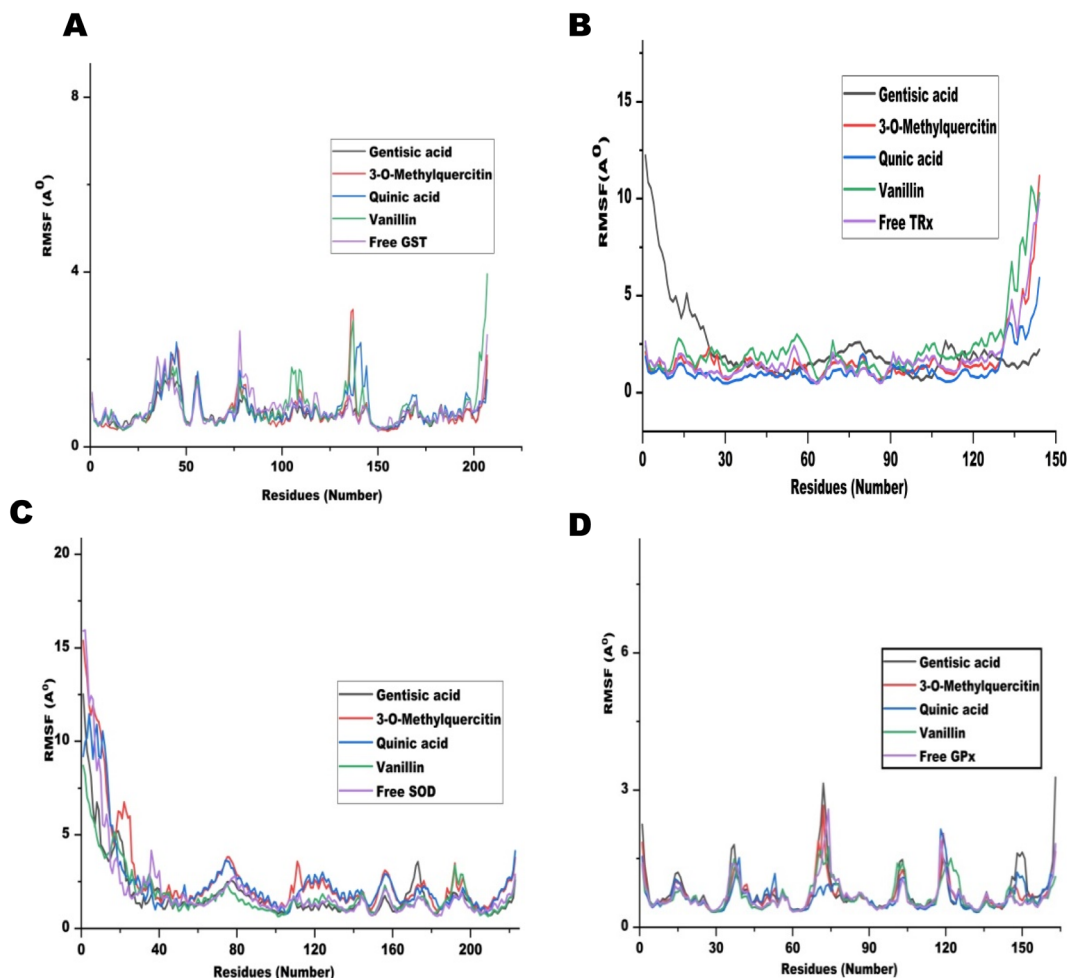 A
8
4
0
RMSF (A⁰)
Gentisic acid
3-O-Methylquercitin
Quinic acid
Vanillin
Free GST
0 50 100 150 200
Residues (Number)
B
15
10
5
0
RMSF(A⁰)
Gentisic acid
3-O-Methylquercitin
Qunic acid
Vanillin
Free TRx
0 30 60 90 120 150
Residues (Number)
C
20
15
10
5
0
RMSF (A⁰)
Gentisic acid
3-O-Methylquercitin
Quinic acid
Vanillin
Free SOD
0 40 80 120 160 200
Residues (Number)
D
6
3
0
RMSF (A⁰)
Gentisic acid
3-O-Methylquercitin
Quinic acid
Vanillin
Free GPx
0 30 60 90 120 150
Residues (Number)